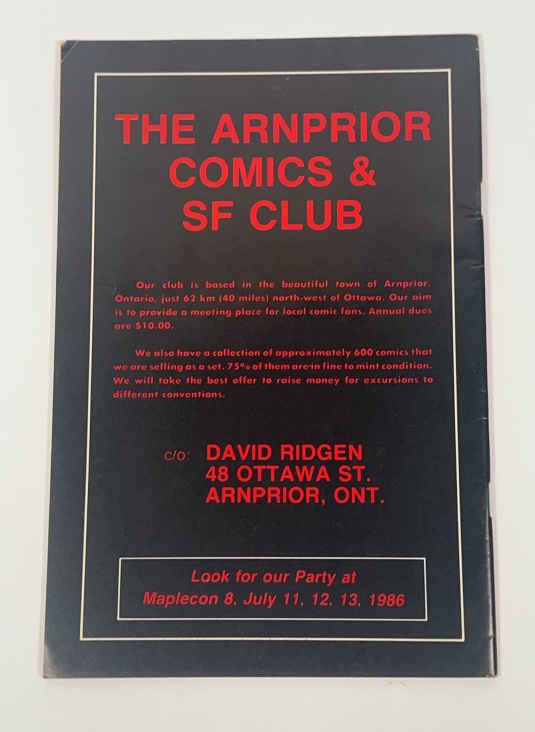 THE ARNPRIOR
COMICS &
SF CLUB
Our club is based in the beautiful town of Arnprior.
Ontario, just 62 km (40 miles) north-west of Ottawa. Our aim
is to provide a meeting place for local comic fans. Annual dues
are $10.00.
We also have a collection of approximately 600 comics that
we are selling as a set. 75% of them are in fine to mint condition.
We will take the best offer to raise money for excursions to
different conventions.
c/o: DAVID RIDGEN
48 OTTAWA ST.
ARNPRIOR, ONT.
Look for our Party at
Maplecon 8, July 11, 12, 13, 1986